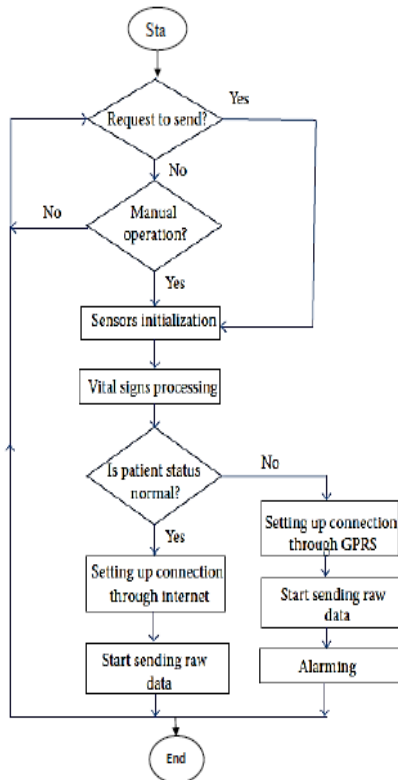 Sta
Request to send?
Yes
No
No
Manual
operation?
Yes
Sensors initialization
Vital signs processing
Is patient status
normal?
No
Yes
Setting up connection
through GPRS
Setting up connection
through internet
Start sending raw
data
Start sending raw
data
Alarming
End